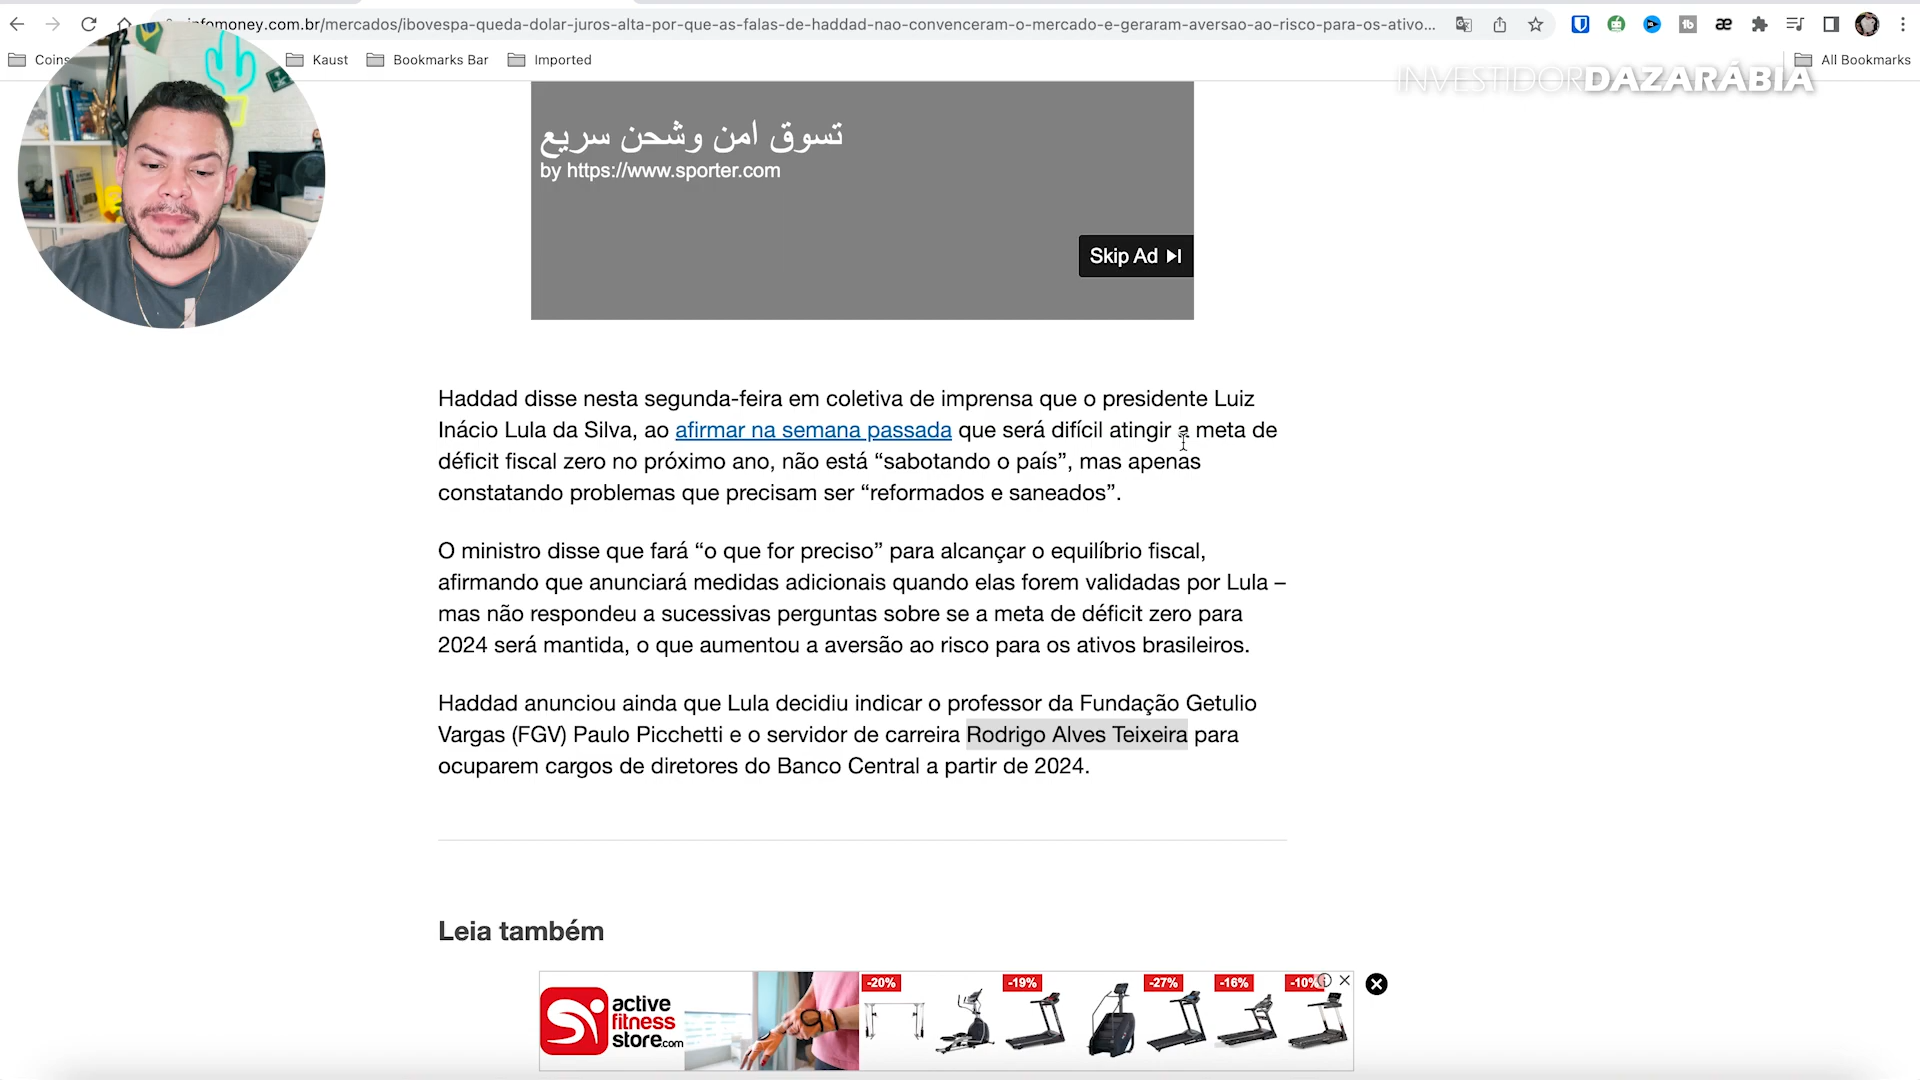 infomoney.com.br/mercados/ibovespa-queda-dolar-juros-alta-por-que-as-falas-de-haddad-nao-convenceram-o-mercado-e-geraram-aversao-ao-risco-para-os-ativo...
Coins
Kaust
Bookmarks Bar
Imported
All Bookmarks
INVESTIDORDAZARÁBIA
تسوق امن وشحن سريع
by https://www.sporter.com
Skip Ad
Haddad disse nesta segunda-feira em coletiva de imprensa que o presidente Luiz
Inácio Lula da Silva, ao afirmar na semana passada que será difícil atingir a meta de
déficit fiscal zero no próximo ano, não está “sabotando o país”, mas apenas
constatando problemas que precisam ser “reformados e saneados”.
O ministro disse que fará “o que for preciso” para alcançar o equilíbrio fiscal,
afirmando que anunciará medidas adicionais quando elas forem validadas por Lula –
mas não respondeu a sucessivas perguntas sobre se a meta de déficit zero para
2024 será mantida, o que aumentou a aversão ao risco para os ativos brasileiros.
Haddad anunciou ainda que Lula decidiu indicar o professor da Fundação Getulio
Vargas (FGV) Paulo Picchetti e o servidor de carreira Rodrigo Alves Teixeira para
ocuparem cargos de diretores do Banco Central a partir de 2024.
Leia também
active
fitness
store.com
-20%
-19%
-27%
-16%
-10%